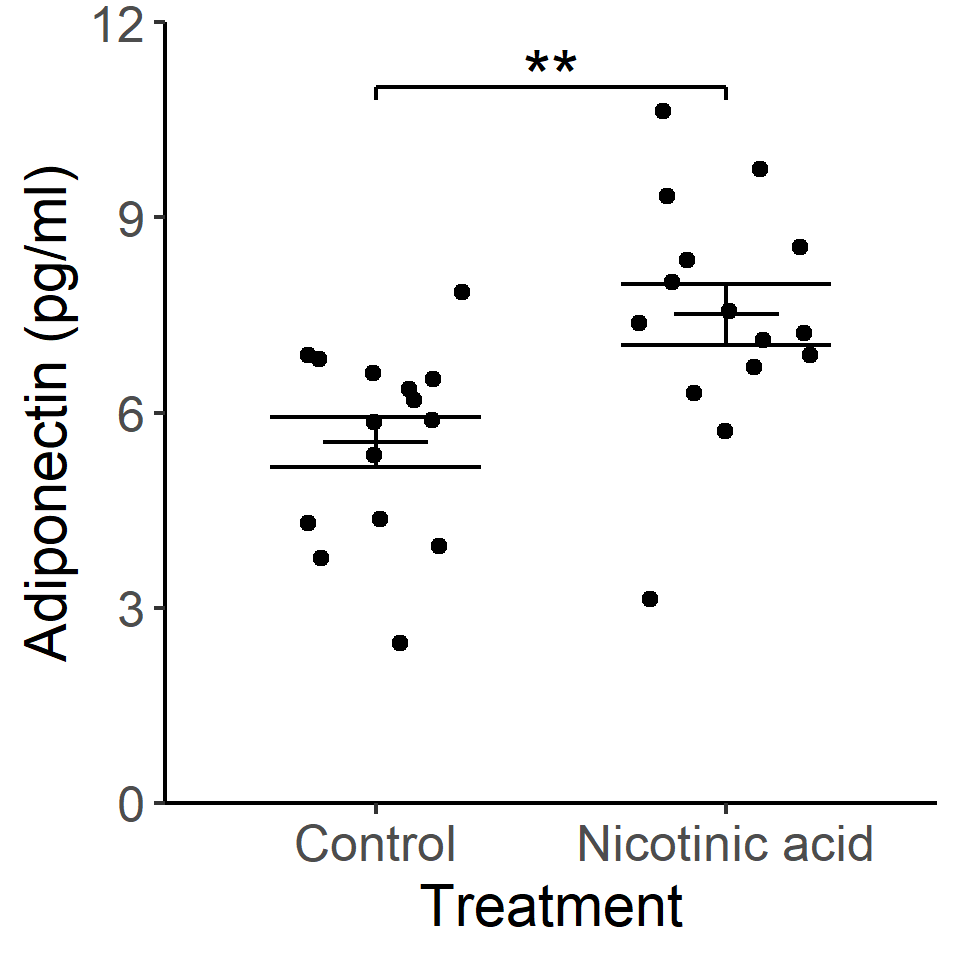 12
**
9
6
3
0
Adiponectin (pg/ml)
Control
Nicotinic acid
Treatment